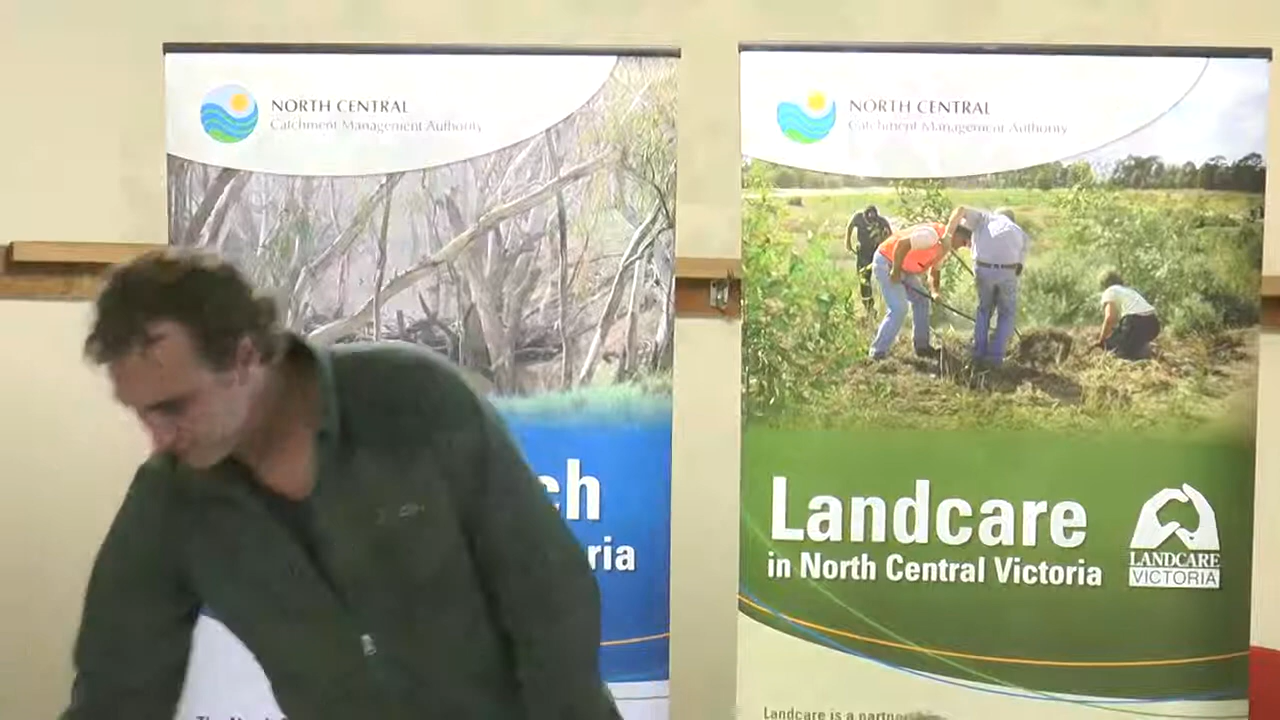 NORTH CENTRAL
Catchment Management Authority
ch
ria
NORTH CENTRAL
Catchment Management Authority
Landcare
in North Central Victoria
LANDCARE
VICTORIA
Landcare is a